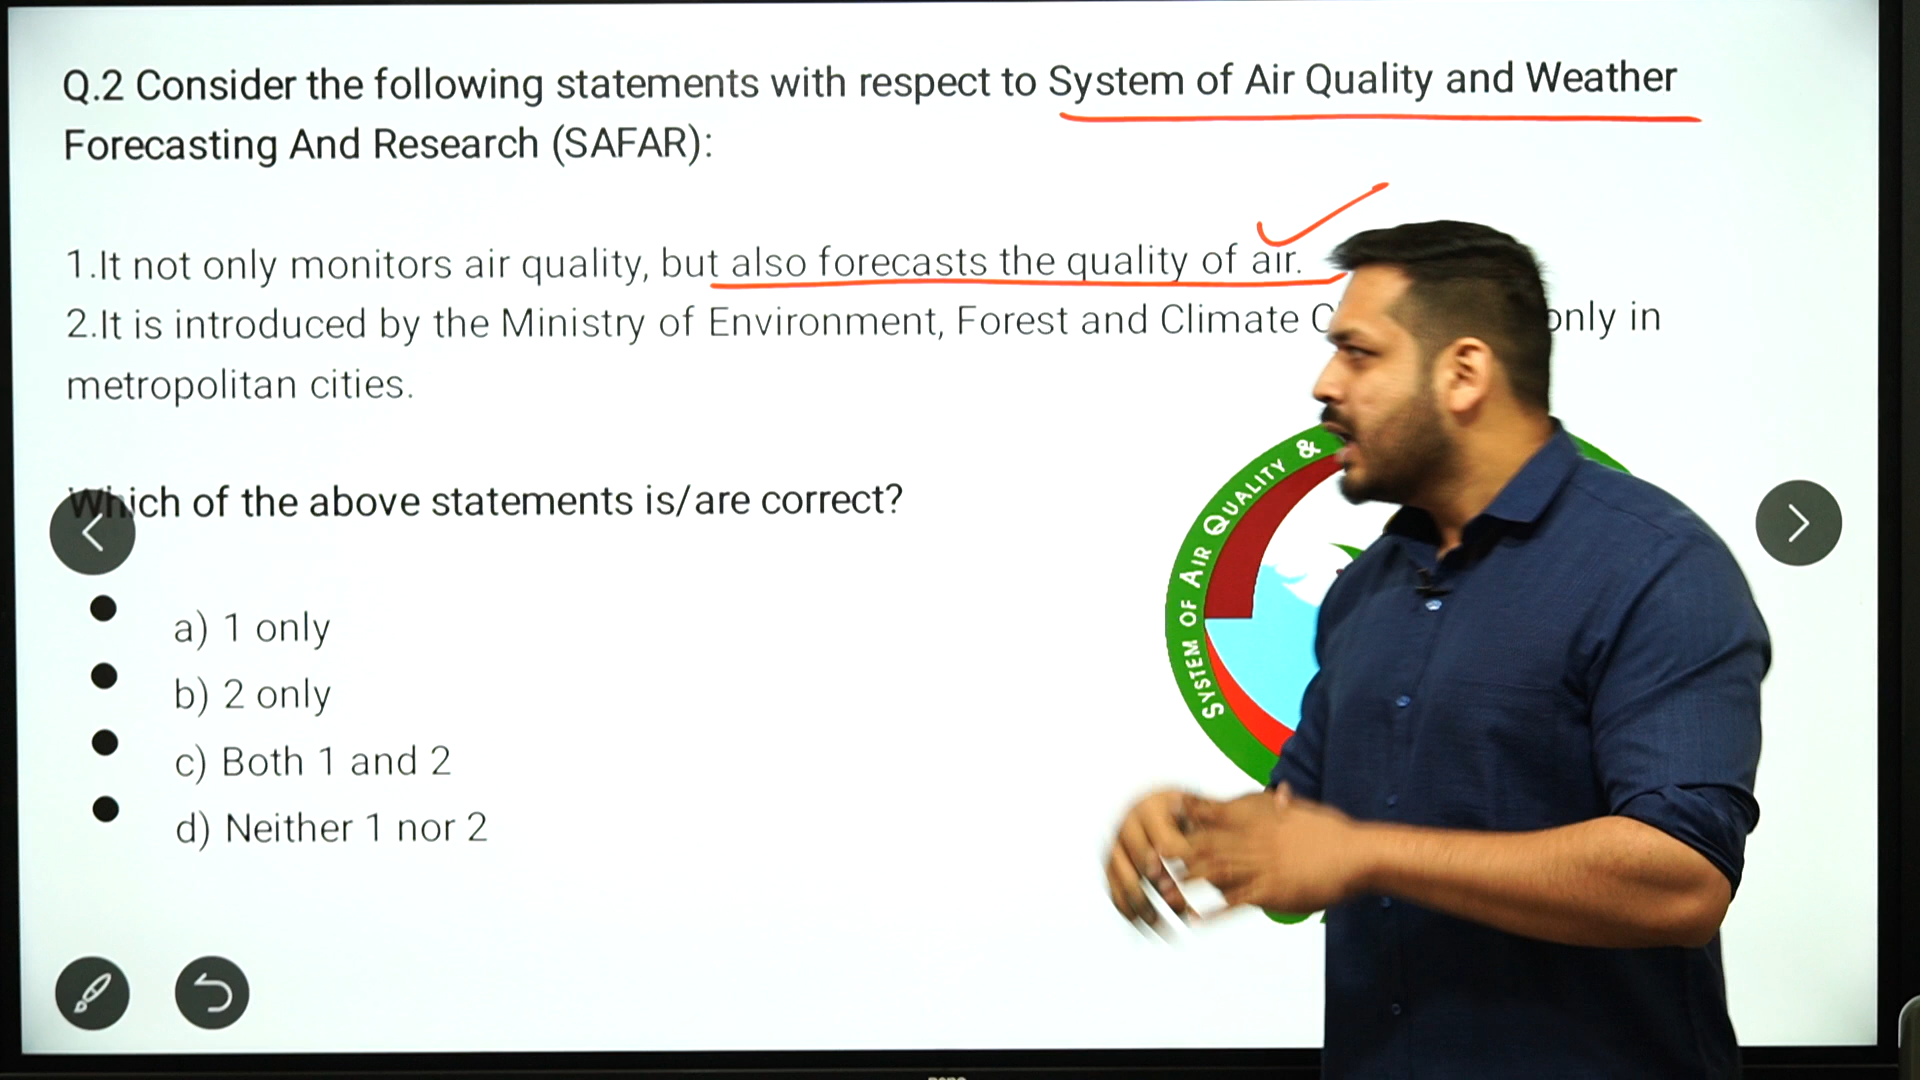 Q.2 Consider the following statements with respect to System of Air Quality and Weather
Forecasting And Research (SAFAR):
1.It not only monitors air quality, but also forecasts the quality of air.
2.It is introduced by the Ministry of Environment, Forest and Climate only in
metropolitan cities.
Which of the above statements is/are correct?
a) 1 only
b) 2 only
c) Both 1 and 2
d) Neither 1 nor 2
SYSTEM OF AIR QUALITY &